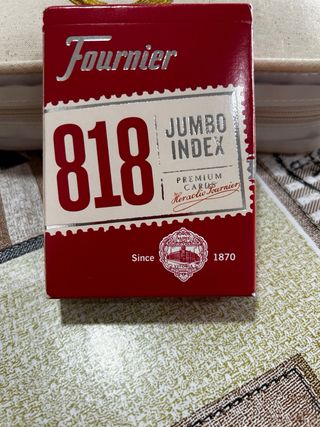 Fournier
818
JUMBO
INDEX
PREMIUM
CARDS
Heraclio Fournier
Since 1870